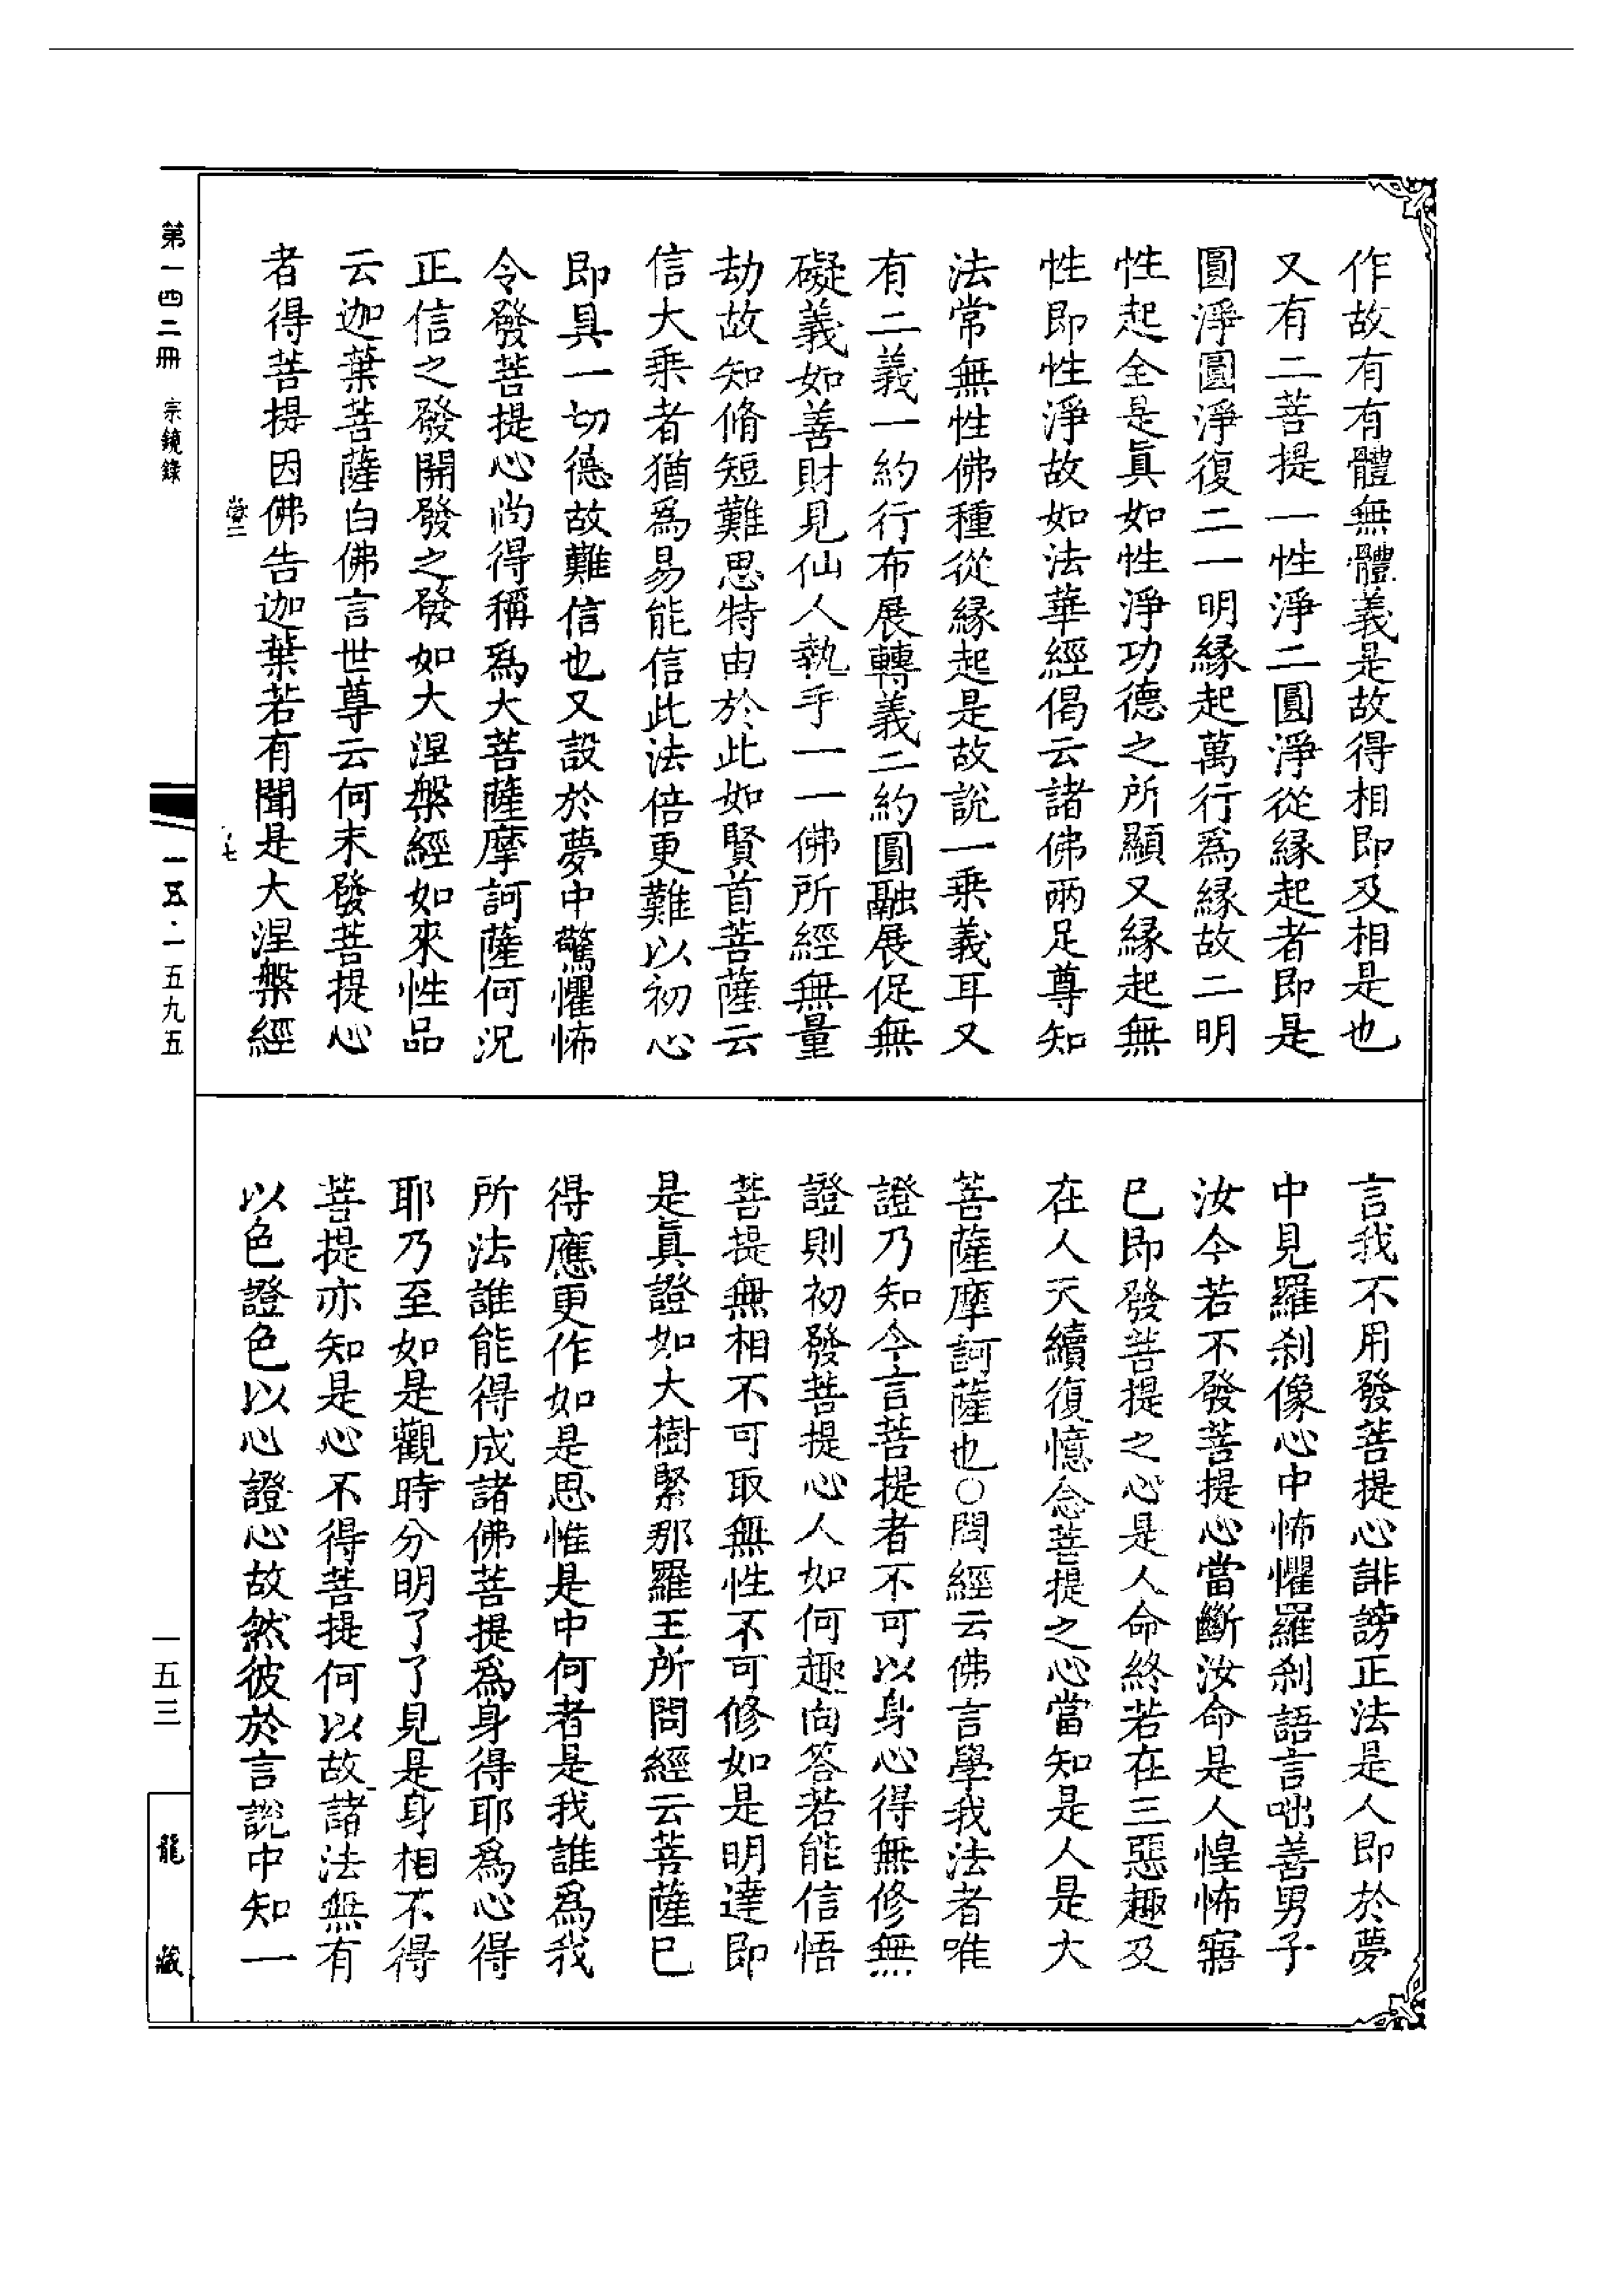 作故有有體無體義是故得相即及相是也
又有二菩提一性淨二圓淨從緣起者即是
圓淨圓淨復二一明緣起萬行爲緣故二明
性起全是眞如性淨功德之所顯又緣起無
性即性淨故如法華經偈云諸佛兩足尊知
法常無性佛種從緣起是故說一乘義耳又
有二義一約行布展轉義二約圓融展促無
礙義如善財見仙人執手一一佛所經無量
劫故知脩短難思特由於此如賢首菩薩云
信大乘者猶爲易能信此法倍更難以初心
即具一切德故難信也又設於夢中驚懼怖
令發菩提心尚得稱爲大菩薩摩訶薩何況
正信之發開發之發如大涅槃經如來性品
云迦葉菩薩白佛言世尊云何未發菩提心
者得菩提因佛告迦葉若有聞是大涅槃經
言我不用發菩提心誹謗正法是人即於夢
中見羅剎像心中怖懼羅剎語言咄善男子
汝今若不發菩提心當斷汝命是人惶怖寤
已即發菩提之心是人命終若在三惡趣及
在人天續復憶念菩提之心當知是人是大
菩薩摩訶薩也○問經云佛言學我法者唯
證乃知今言菩提者不可以身心得無修無
證則初發菩提心人如何趣向答若能信悟
菩提無相不可取無性不可修如是明達即
是眞證如大樹緊那羅王所問經云菩薩已
得應更作如是思惟是中何者是我誰爲我
所法誰能得成諸佛菩提爲身得耶爲心得
耶乃至如是觀時分明了了見是身相不得
菩提亦知是心不得菩提何以故諸法無有
以色證色以心證心故然彼於言說中知一
第一四二冊 宗鏡錄
一五·一五九五
一五三
龍藏